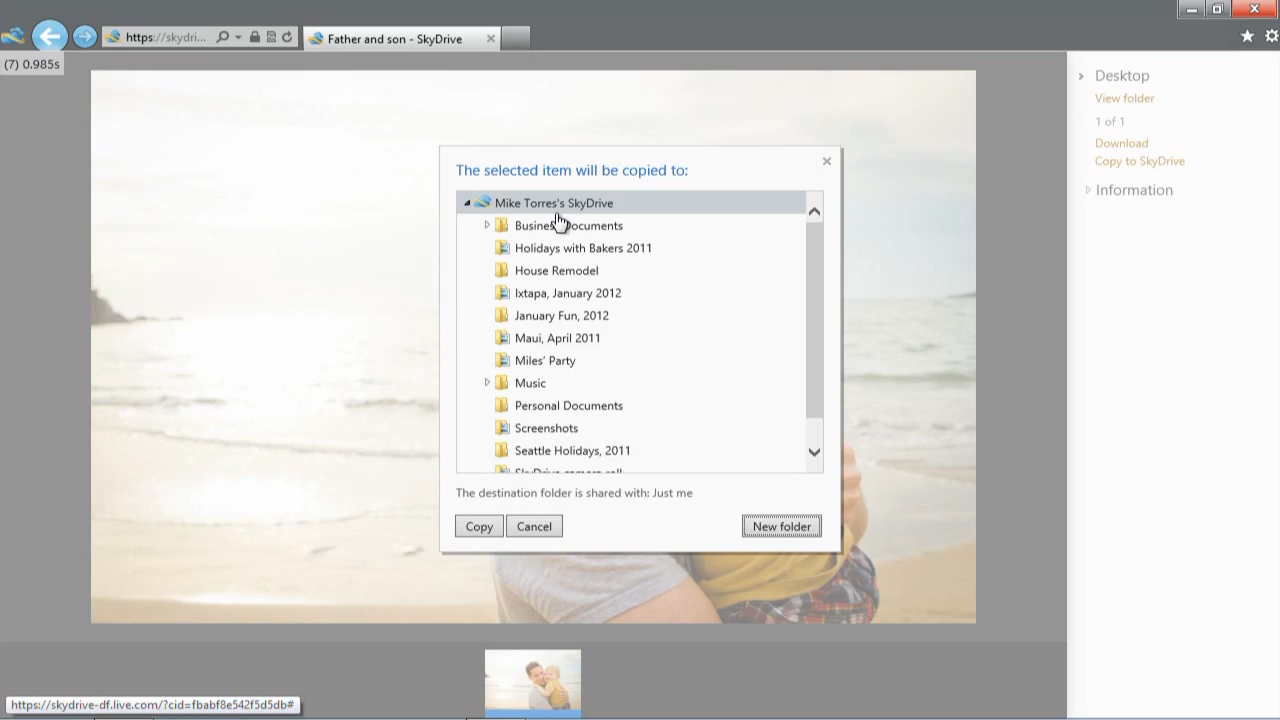 https://skydri...
Father and son - SkyDrive
(7) 0.985s
Desktop
View folder
1 of 1
Download
Copy to SkyDrive
Information
The selected item will be copied to:
Mike Torres's SkyDrive
Business Documents
Holidays with Bakers 2011
House Remodel
Ixtapa, January 2012
January Fun, 2012
Maui, April 2011
Miles' Party
Music
Personal Documents
Screenshots
Seattle Holidays, 2011
SkyDrive camera roll
The destination folder is shared with: Just me
Copy
Cancel
New folder
https://skydrive-df.live.com/?cid=fbabf8e542f5d5db#